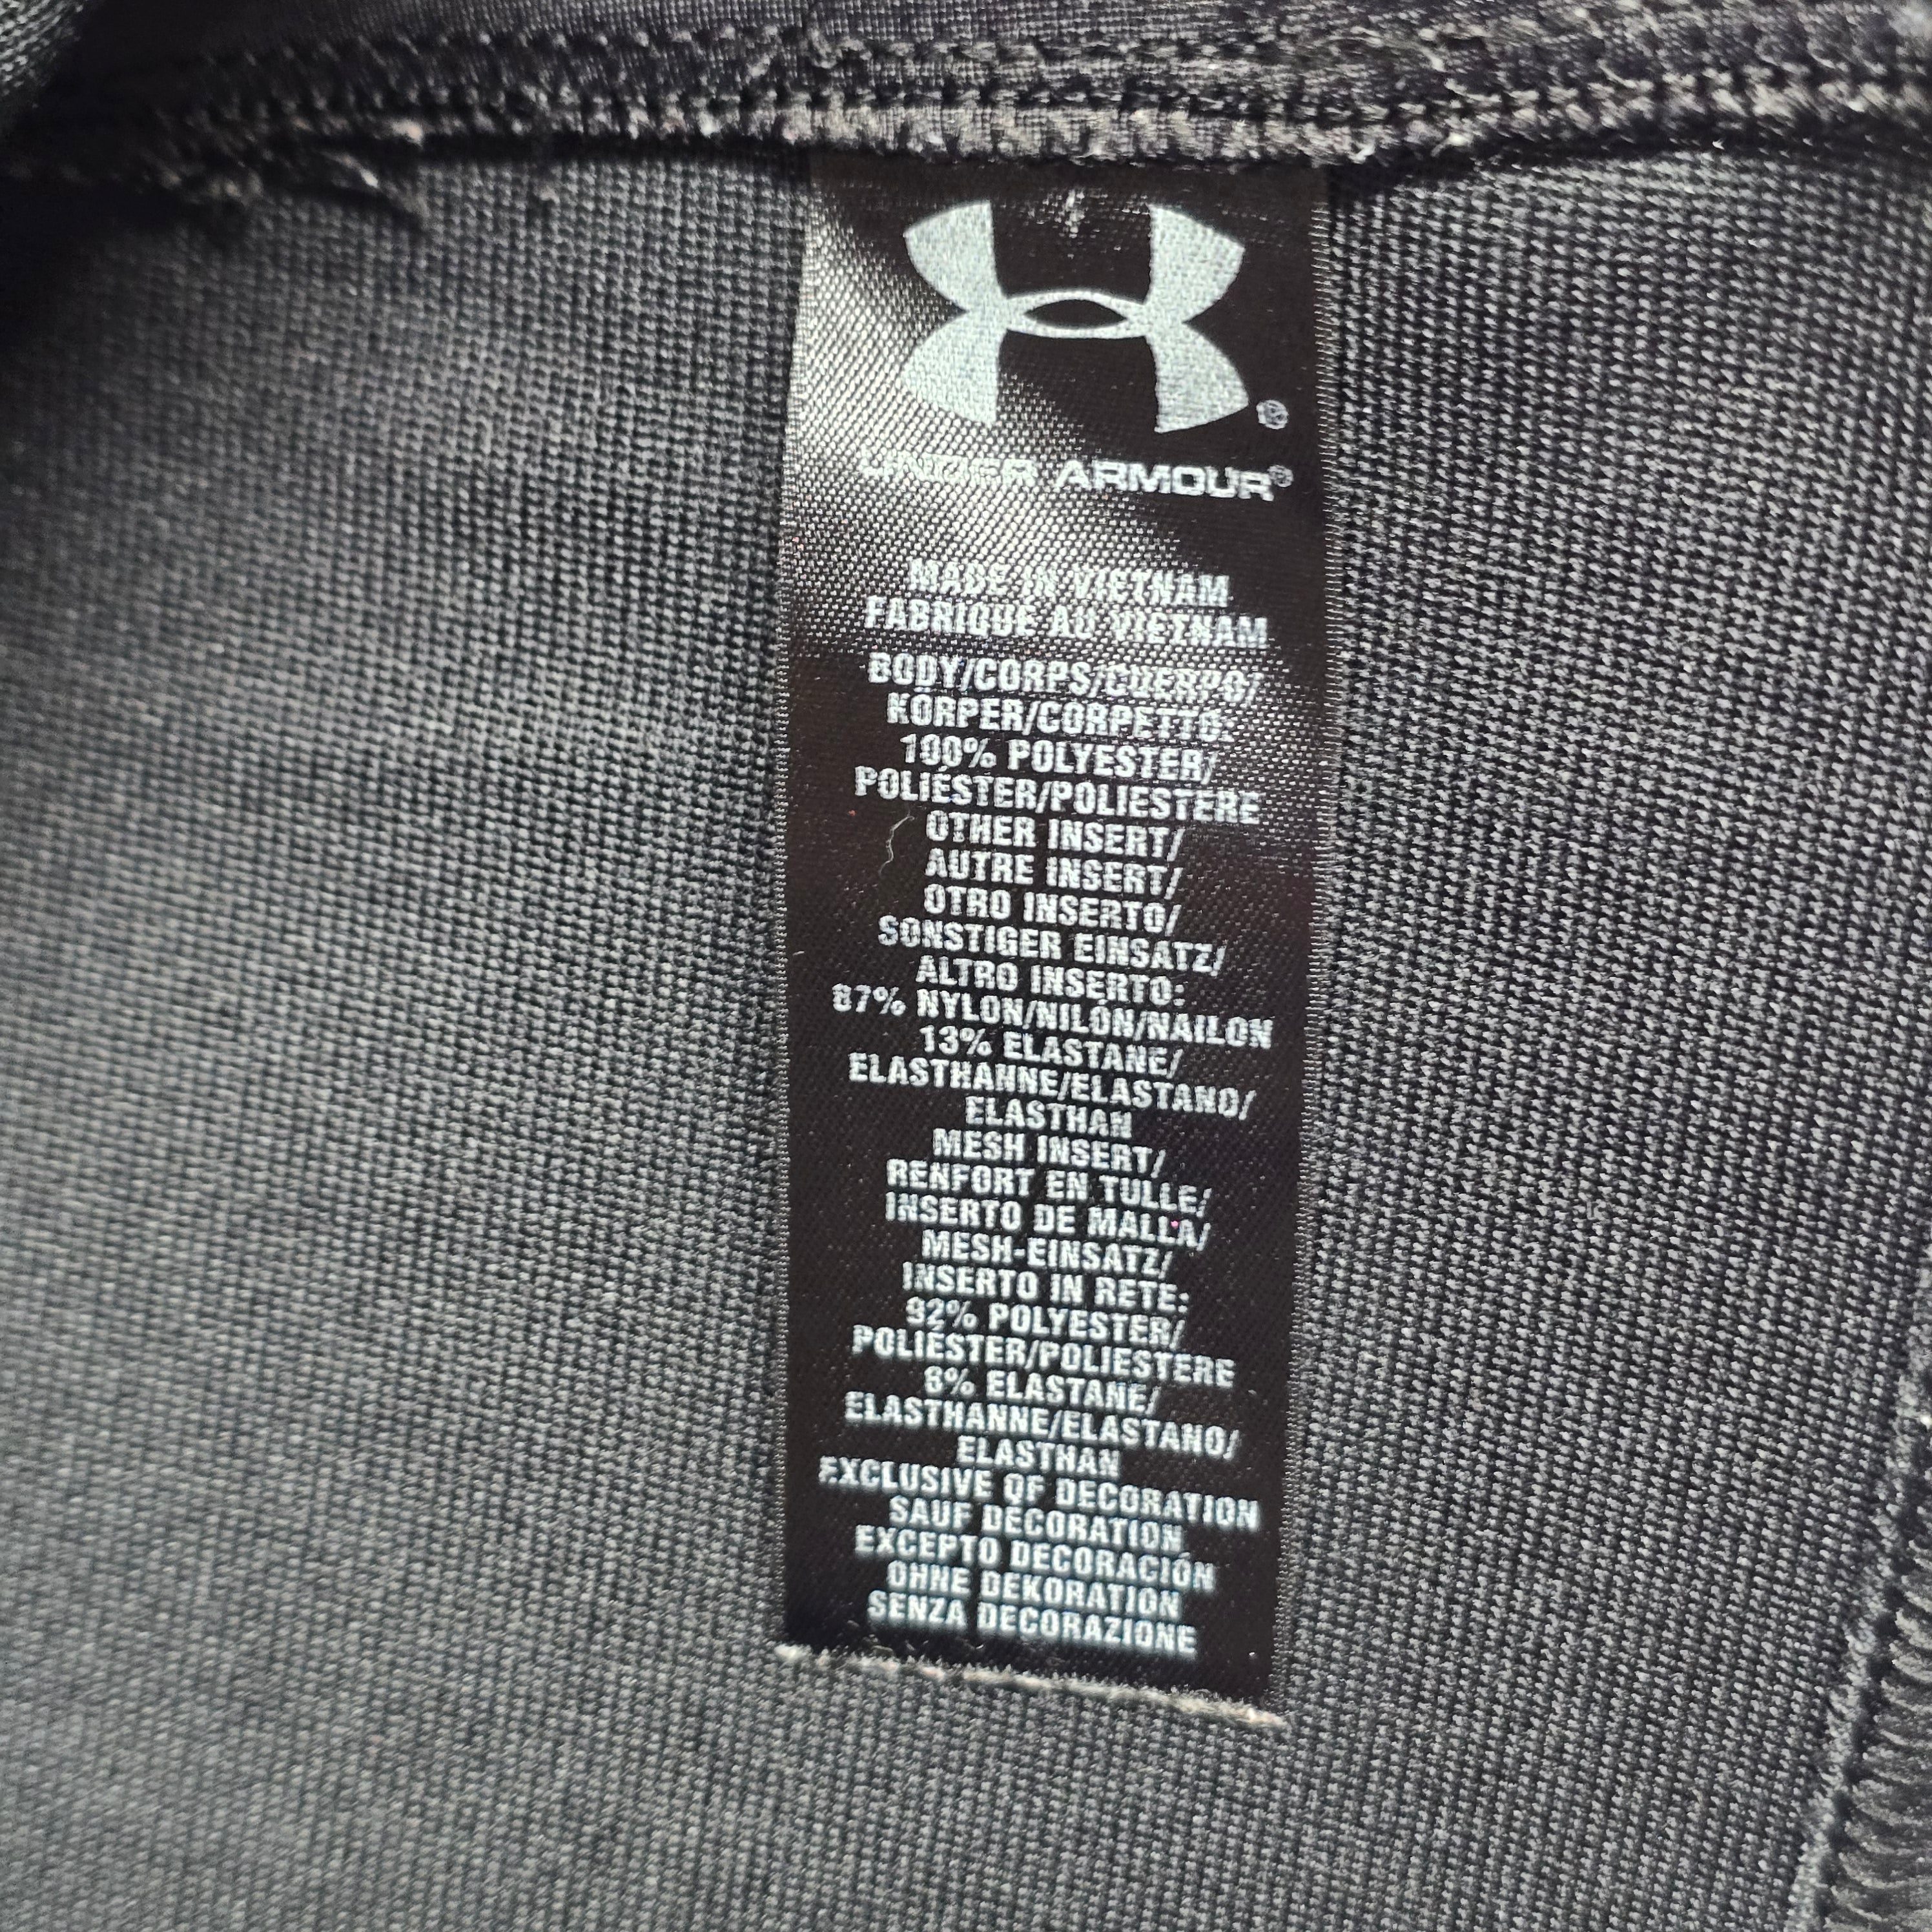 ®
UNDER ARMOUR®
MADE IN VIETNAM
FABRIQUÉ AU VIETNAM
BODY/CORPS/CUERPO/
KÖRPER/CORPETTO:
100% POLYESTER/
POLIÉSTER/POLIESTERE
OTHER INSERT/
AUTRE INSERT/
OTRO INSERTO/
SONSTIGER EINSATZ/
ALTRO INSERTO:
87% NYLON/NILÓN/NAILON
13% ELASTANE/
ELASTHANNE/ELASTANO/
ELASTHAN
MESH INSERT/
RENFORT EN TULLE/
INSERTO DE MALLA/
MESH-EINSATZ/
INSERTO IN RETE:
92% POLYESTER/
POLIÉSTER/POLIESTERE
8% ELASTANE/
ELASTHANNE/ELASTANO/
ELASTHAN
EXCLUSIVE OF DECORATION
SAUF DÉCORATION
EXCEPTO DECORACIÓN
OHNE DEKORATION
SENZA DECORAZIONE